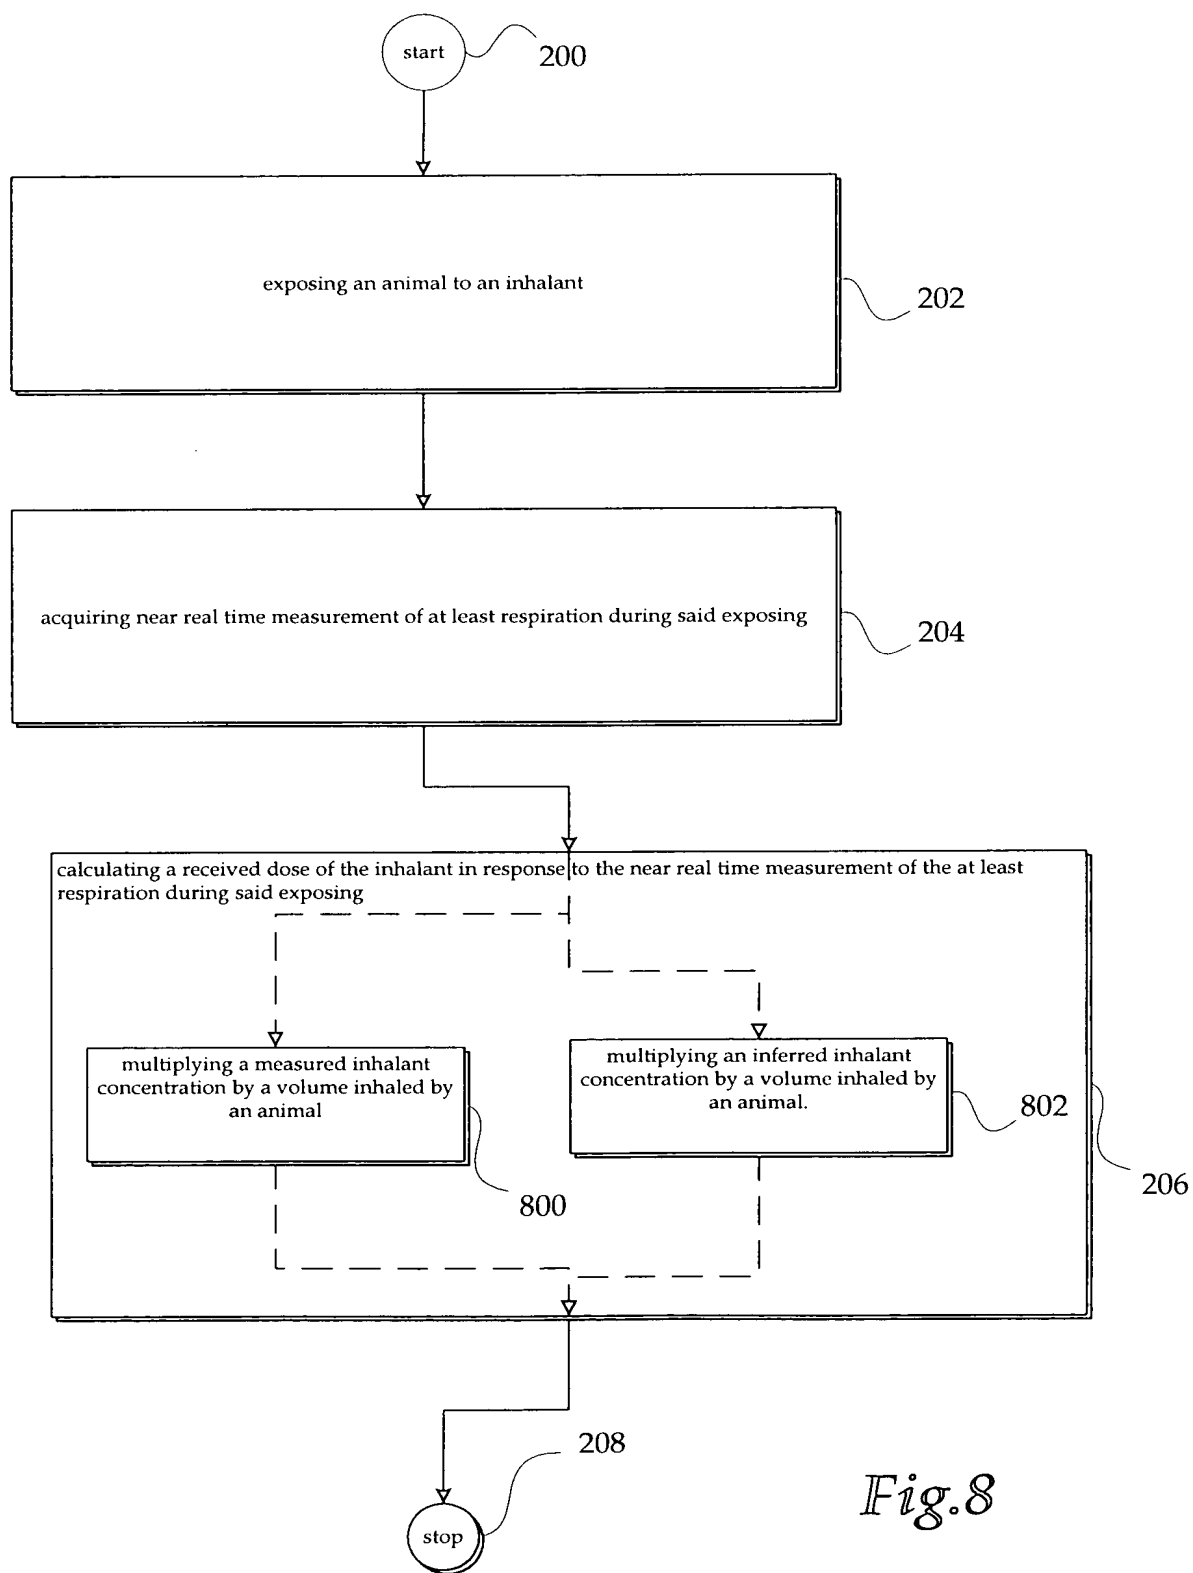 start
200
exposing an animal to an inhalant
202
acquiring near real time measurement of at least respiration during said exposing
204
calculating a received dose of the inhalant in response to the near real time measurement of the at least
respiration during said exposing
multiplying a measured inhalant
concentration by a volume inhaled by
an animal
800
multiplying an inferred inhalant
concentration by a volume inhaled by
an animal.
802
206
208
stop
Fig.8